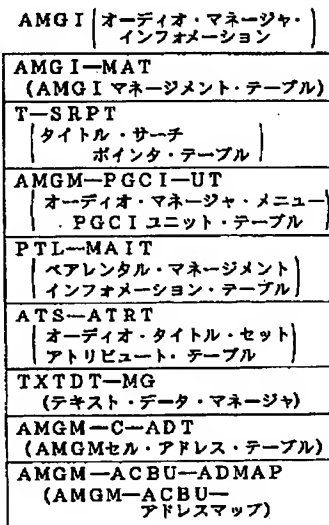 AMGI(オーディオ・マネージャ・
インフォメーション)
AMGI—MAT
(AMGIマネージメント・テーブル)
T—SRPT
(タイトル・サーチ
ポインタ・テーブル)
AMGM—PGCI—UT
(オーディオ・マネージャ・メニュー
PGCIユニット・テーブル)
PTL—MAIT
(ペアレンタル・マネージメント
インフォメーション・テーブル)
ATS—ATRT
(オーディオ・タイトル・セット
アトリビュート・テーブル)
TXTDT—MG
(テキスト・データ・マネージャ)
AMGM—C—ADT
(AMGMセル・アドレス・テーブル)
AMGM—ACBU—ADMAP
(AMGM—ACBU—
アドレスマップ)